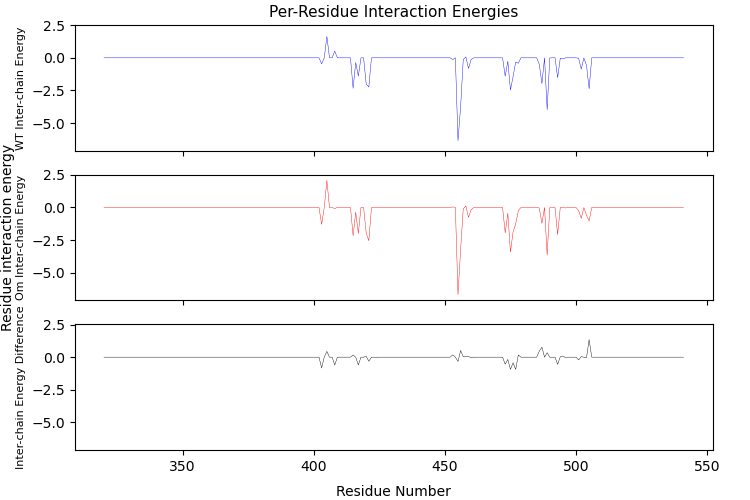 Per-Residue Interaction Energies
Residue interaction energy
WT Inter-chain Energy
2.5
0.0
−2.5
−5.0
Om Inter-chain Energy
2.5
0.0
−2.5
−5.0
Inter-chain Energy Difference
2.5
0.0
−2.5
−5.0
350
400
450
500
550
Residue Number